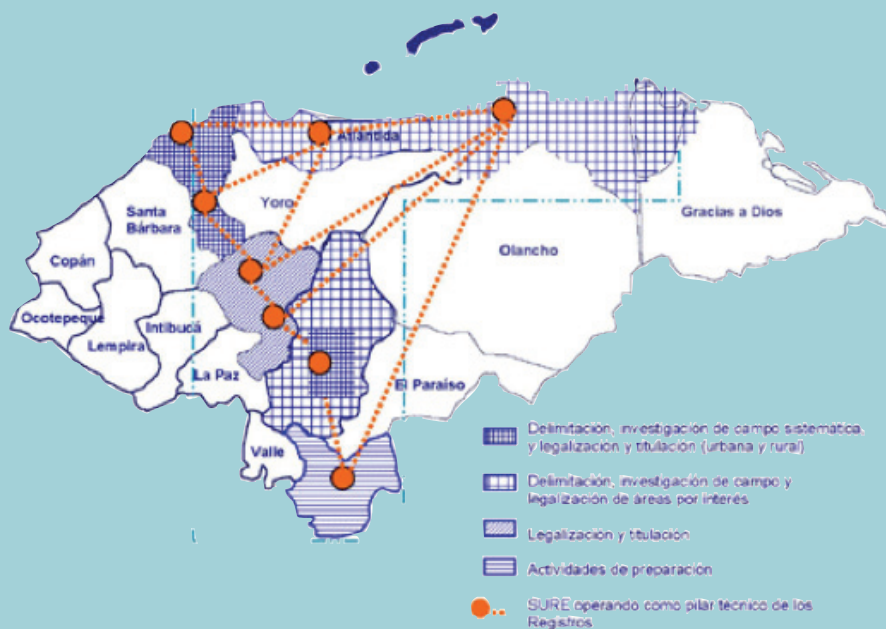 Atlántida
Yoro
Santa
Bárbara
Gracias a Dios
Olancho
Copán
Ocotepeque
Intibucá
Lempira
La Paz
El Paraíso
Valle
Delimitación, investigación de campo sistemática,
y legalización y titulación (urbana y rural)
Delimitación, investigación de campo y
legalización de áreas por interés
Legalización y titulación
Actividades de preparación
SURE operando como pilar técnico de los
Registros